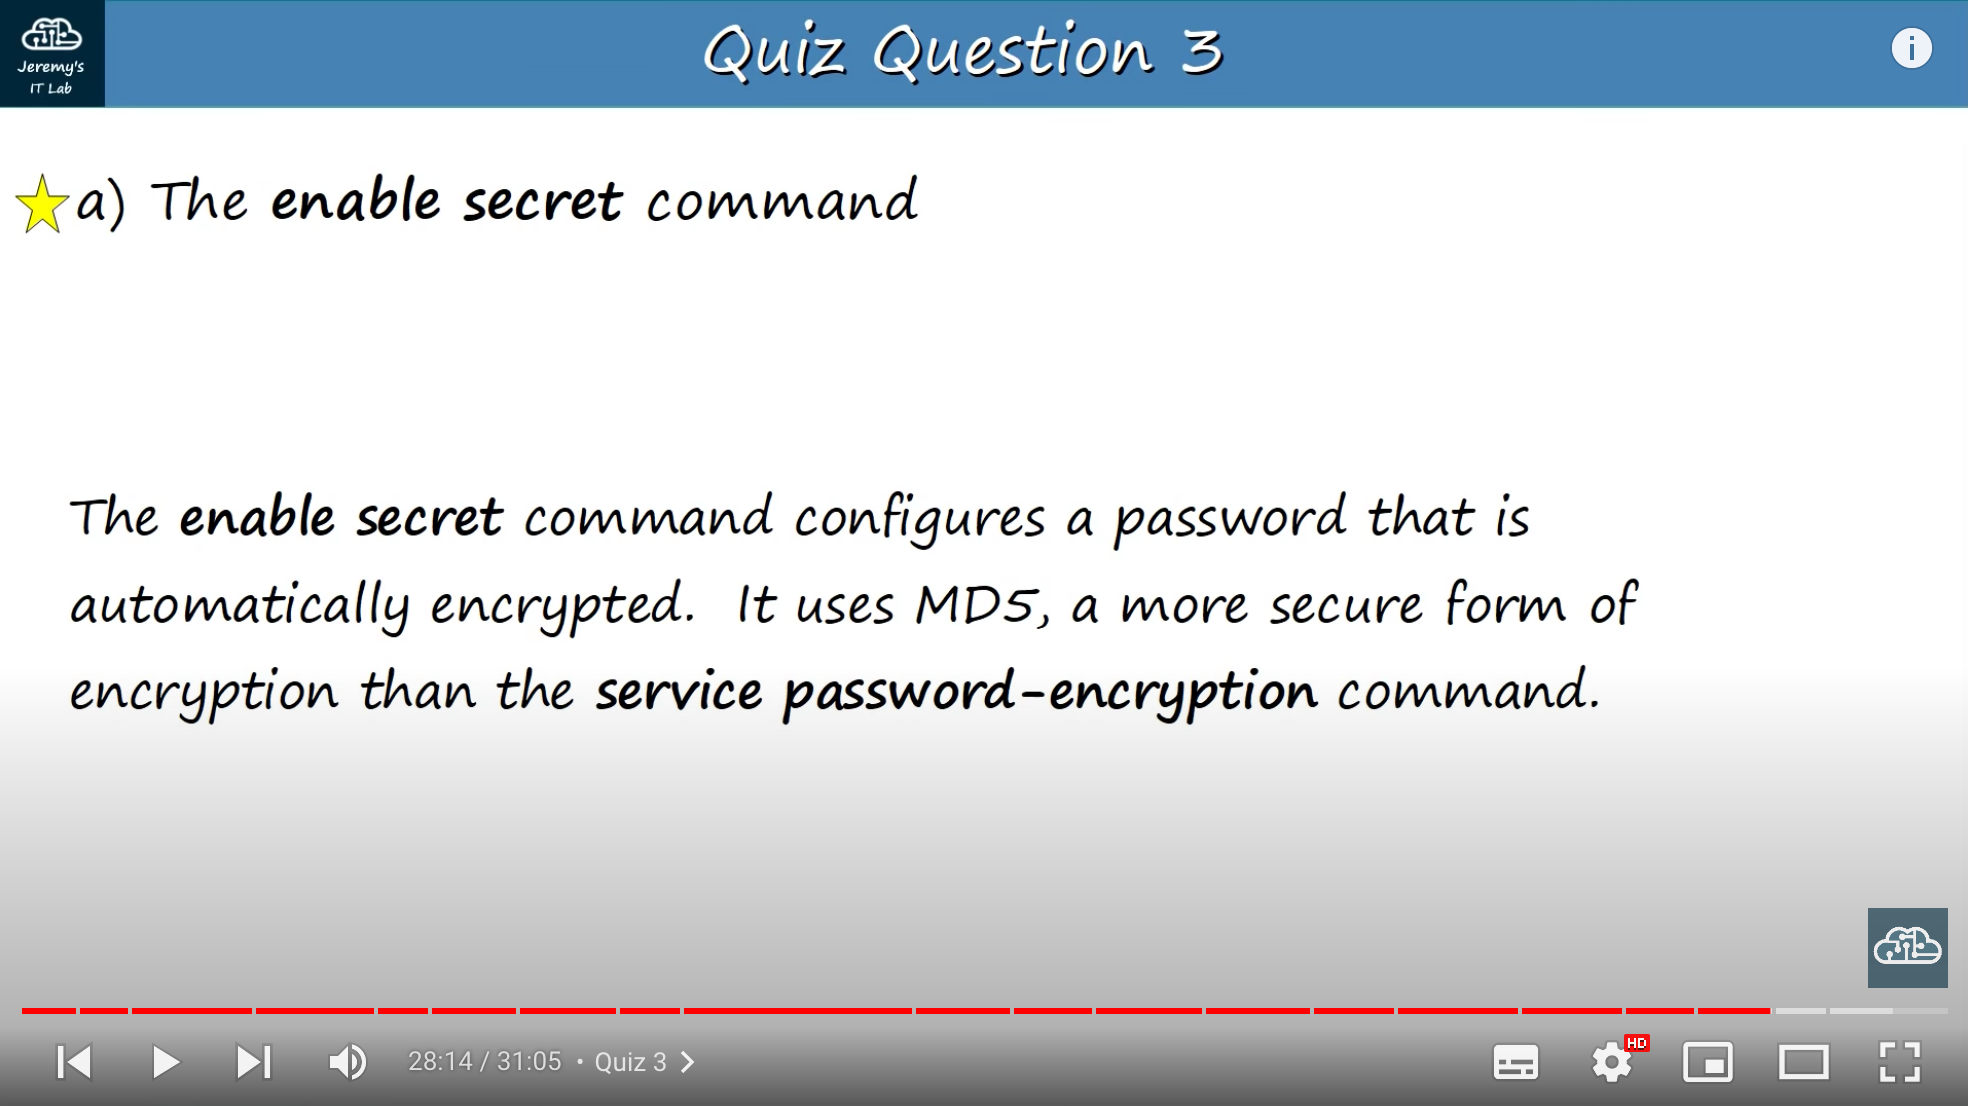 Jeremy's
IT Lab
Quiz Question 3
i
a) The enable secret command
The enable secret command configures a password that is
automatically encrypted. It uses MD5, a more secure form of
encryption than the service password-encryption command.
28:14 / 31:05 • Quiz 3
HD